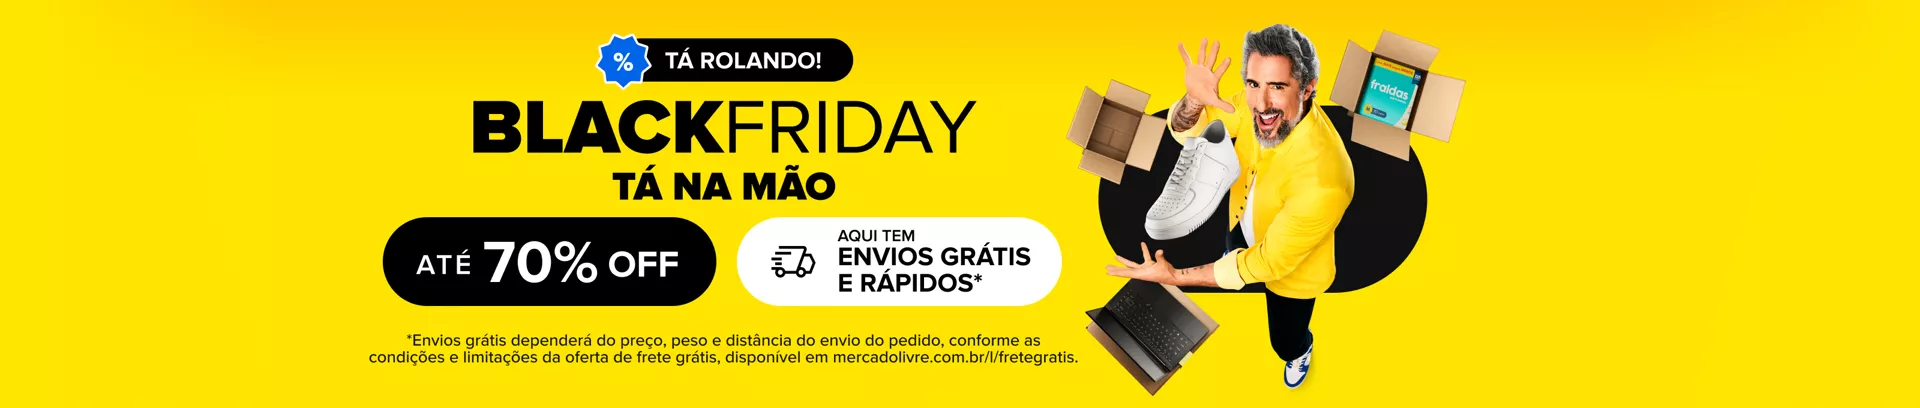 % TÁ ROLANDO!
BLACKFRIDAY
TÁ NA MÃO
ATÉ 70% OFF
AQUI TEM
ENVIOS GRÁTIS
E RÁPIDOS*
*Envios grátis dependerá do preço, peso e distância do envio do pedido, conforme as
condições e limitações da oferta de frete grátis, disponível em mercadolivre.com.br/l/fretegratis.
fraldas